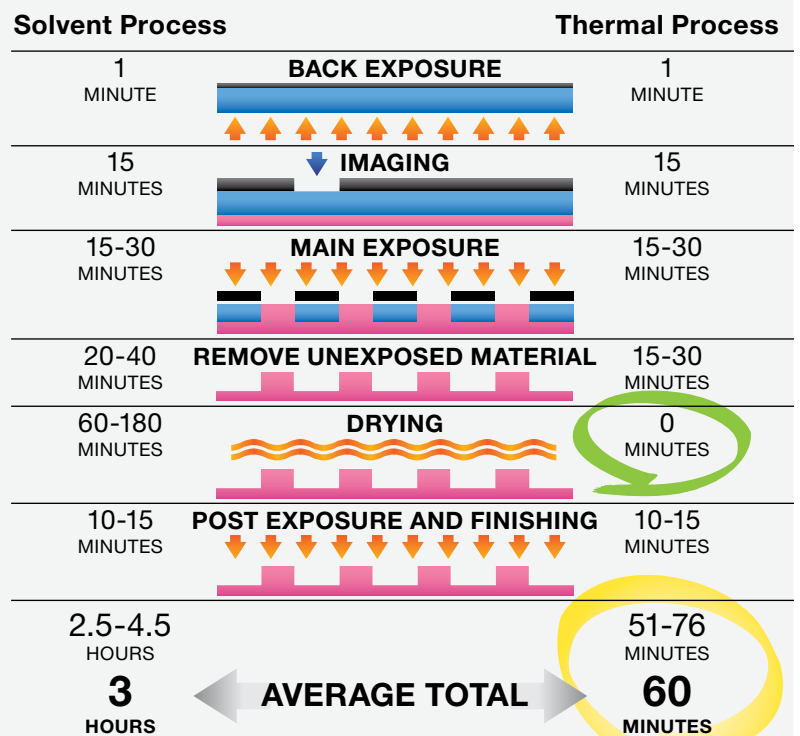 Solvent Process Thermal Process
1 BACK EXPOSURE 1
MINUTE MINUTE
15 IMAGING 15
MINUTES MINUTES
15-30 MAIN EXPOSURE 15-30
MINUTES MINUTES
20-40 REMOVE UNEXPOSED MATERIAL 15-30
MINUTES MINUTES
60-180 DRYING 0
MINUTES MINUTES
10-15 POST EXPOSURE AND FINISHING 10-15
MINUTES MINUTES
2.5-4.5 51-76
HOURS MINUTES
3 AVERAGE TOTAL 60
HOURS MINUTES